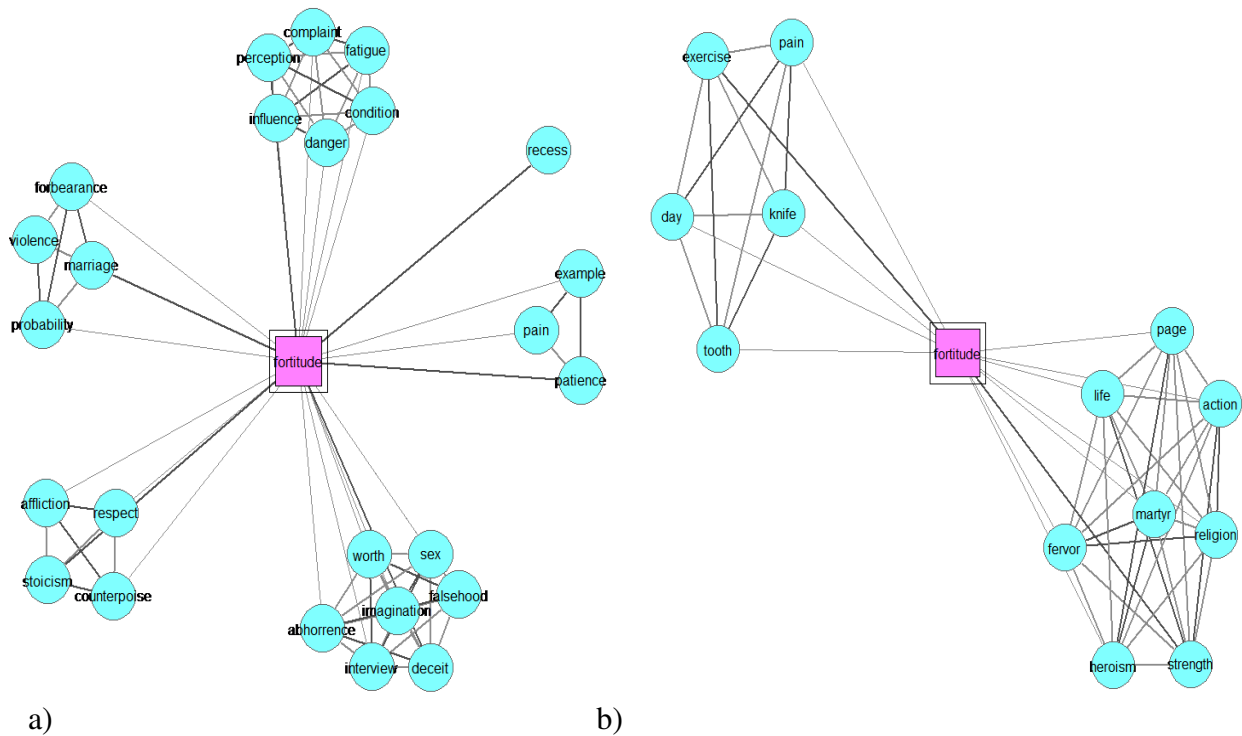 complaint
perception
fatigue
influence
condition
danger
recess
forbearance
violence
marriage
probability
example
pain
patience
fortitude
affliction
respect
stoicism
counterpoise
worth
sex
falsehood
imagination
abhorrence
interview
deceit
a)
exercise
pain
day
knife
tooth
fortitude
page
life
action
martyr
fervor
religion
heroism
strength
b)